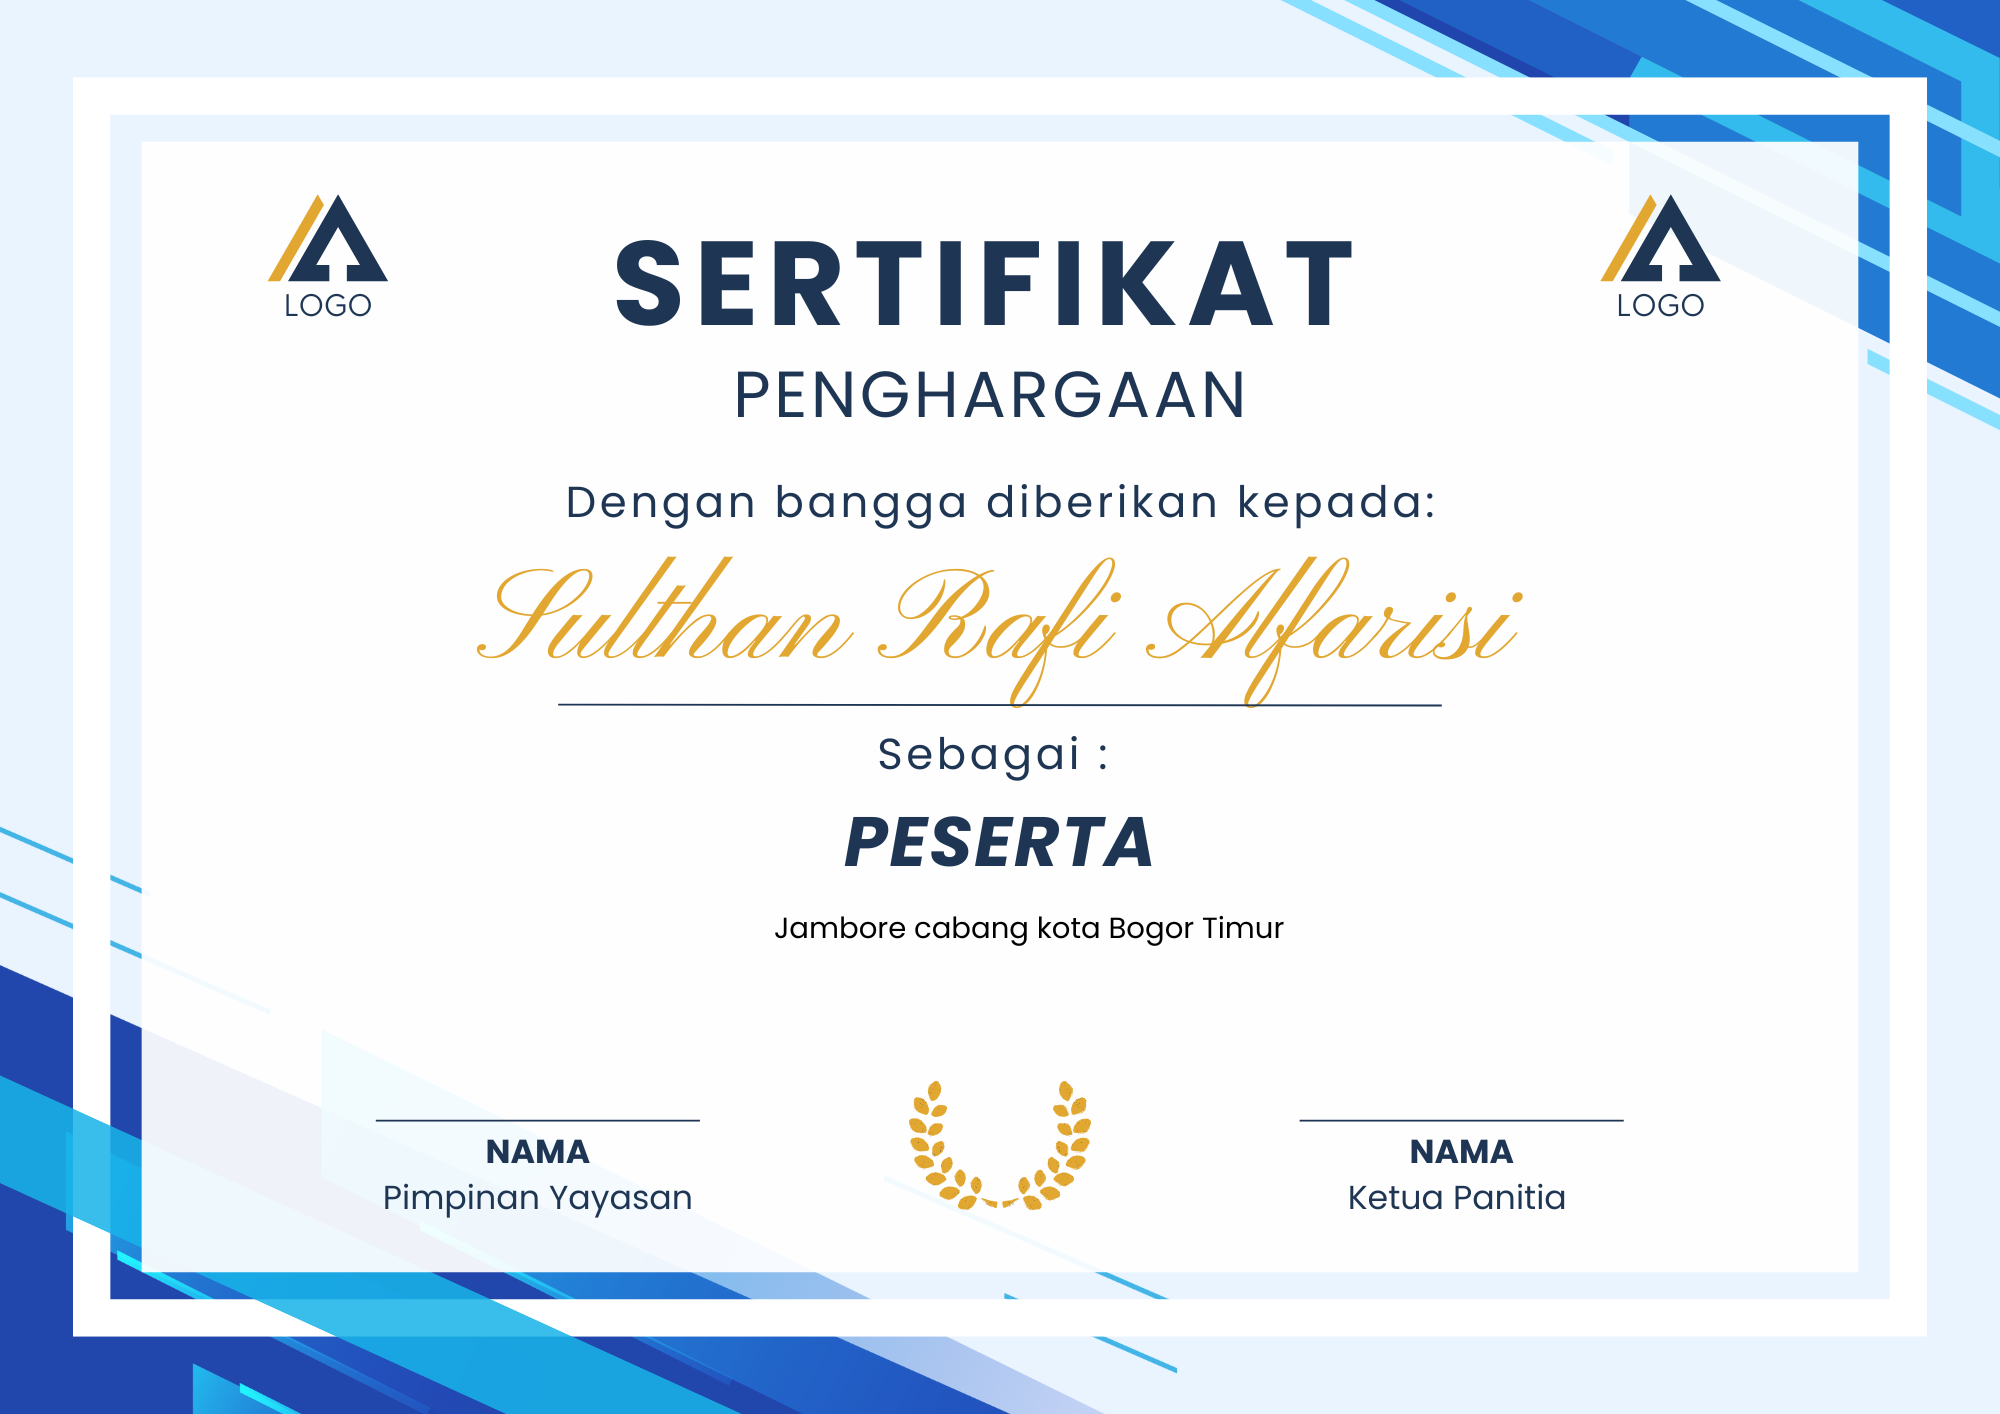 LOGO
LOGO
SERTIFIKAT
PENGHARGAAN
Dengan bangga diberikan kepada:
Sulthan Rafi Alfarisi
Sebagai :
PESERTA
Jambore cabang kota Bogor Timur
NAMA
Pimpinan Yayasan
NAMA
Ketua Panitia